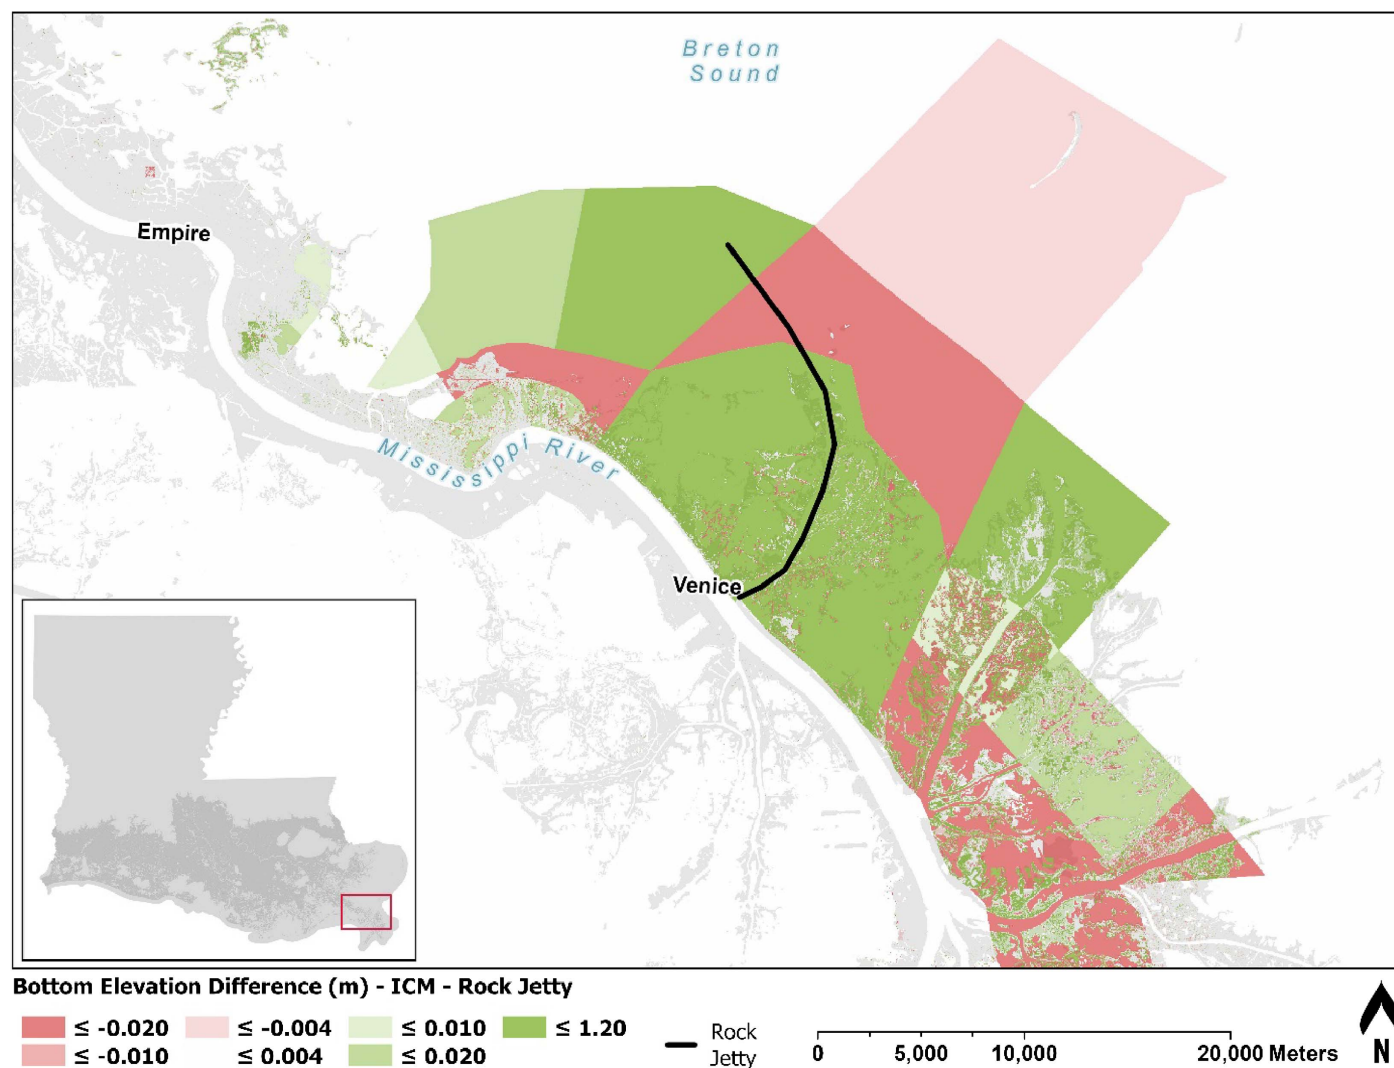 Breton
Sound
Empire
Mississippi River
Venice
Bottom Elevation Difference (m) - ICM - Rock Jetty
≤ -0.020
≤ -0.004
≤ 0.010
≤ 1.20
≤ -0.010
≤ 0.004
≤ 0.020
Rock
Jetty
0 5,000 10,000 20,000 Meters
N